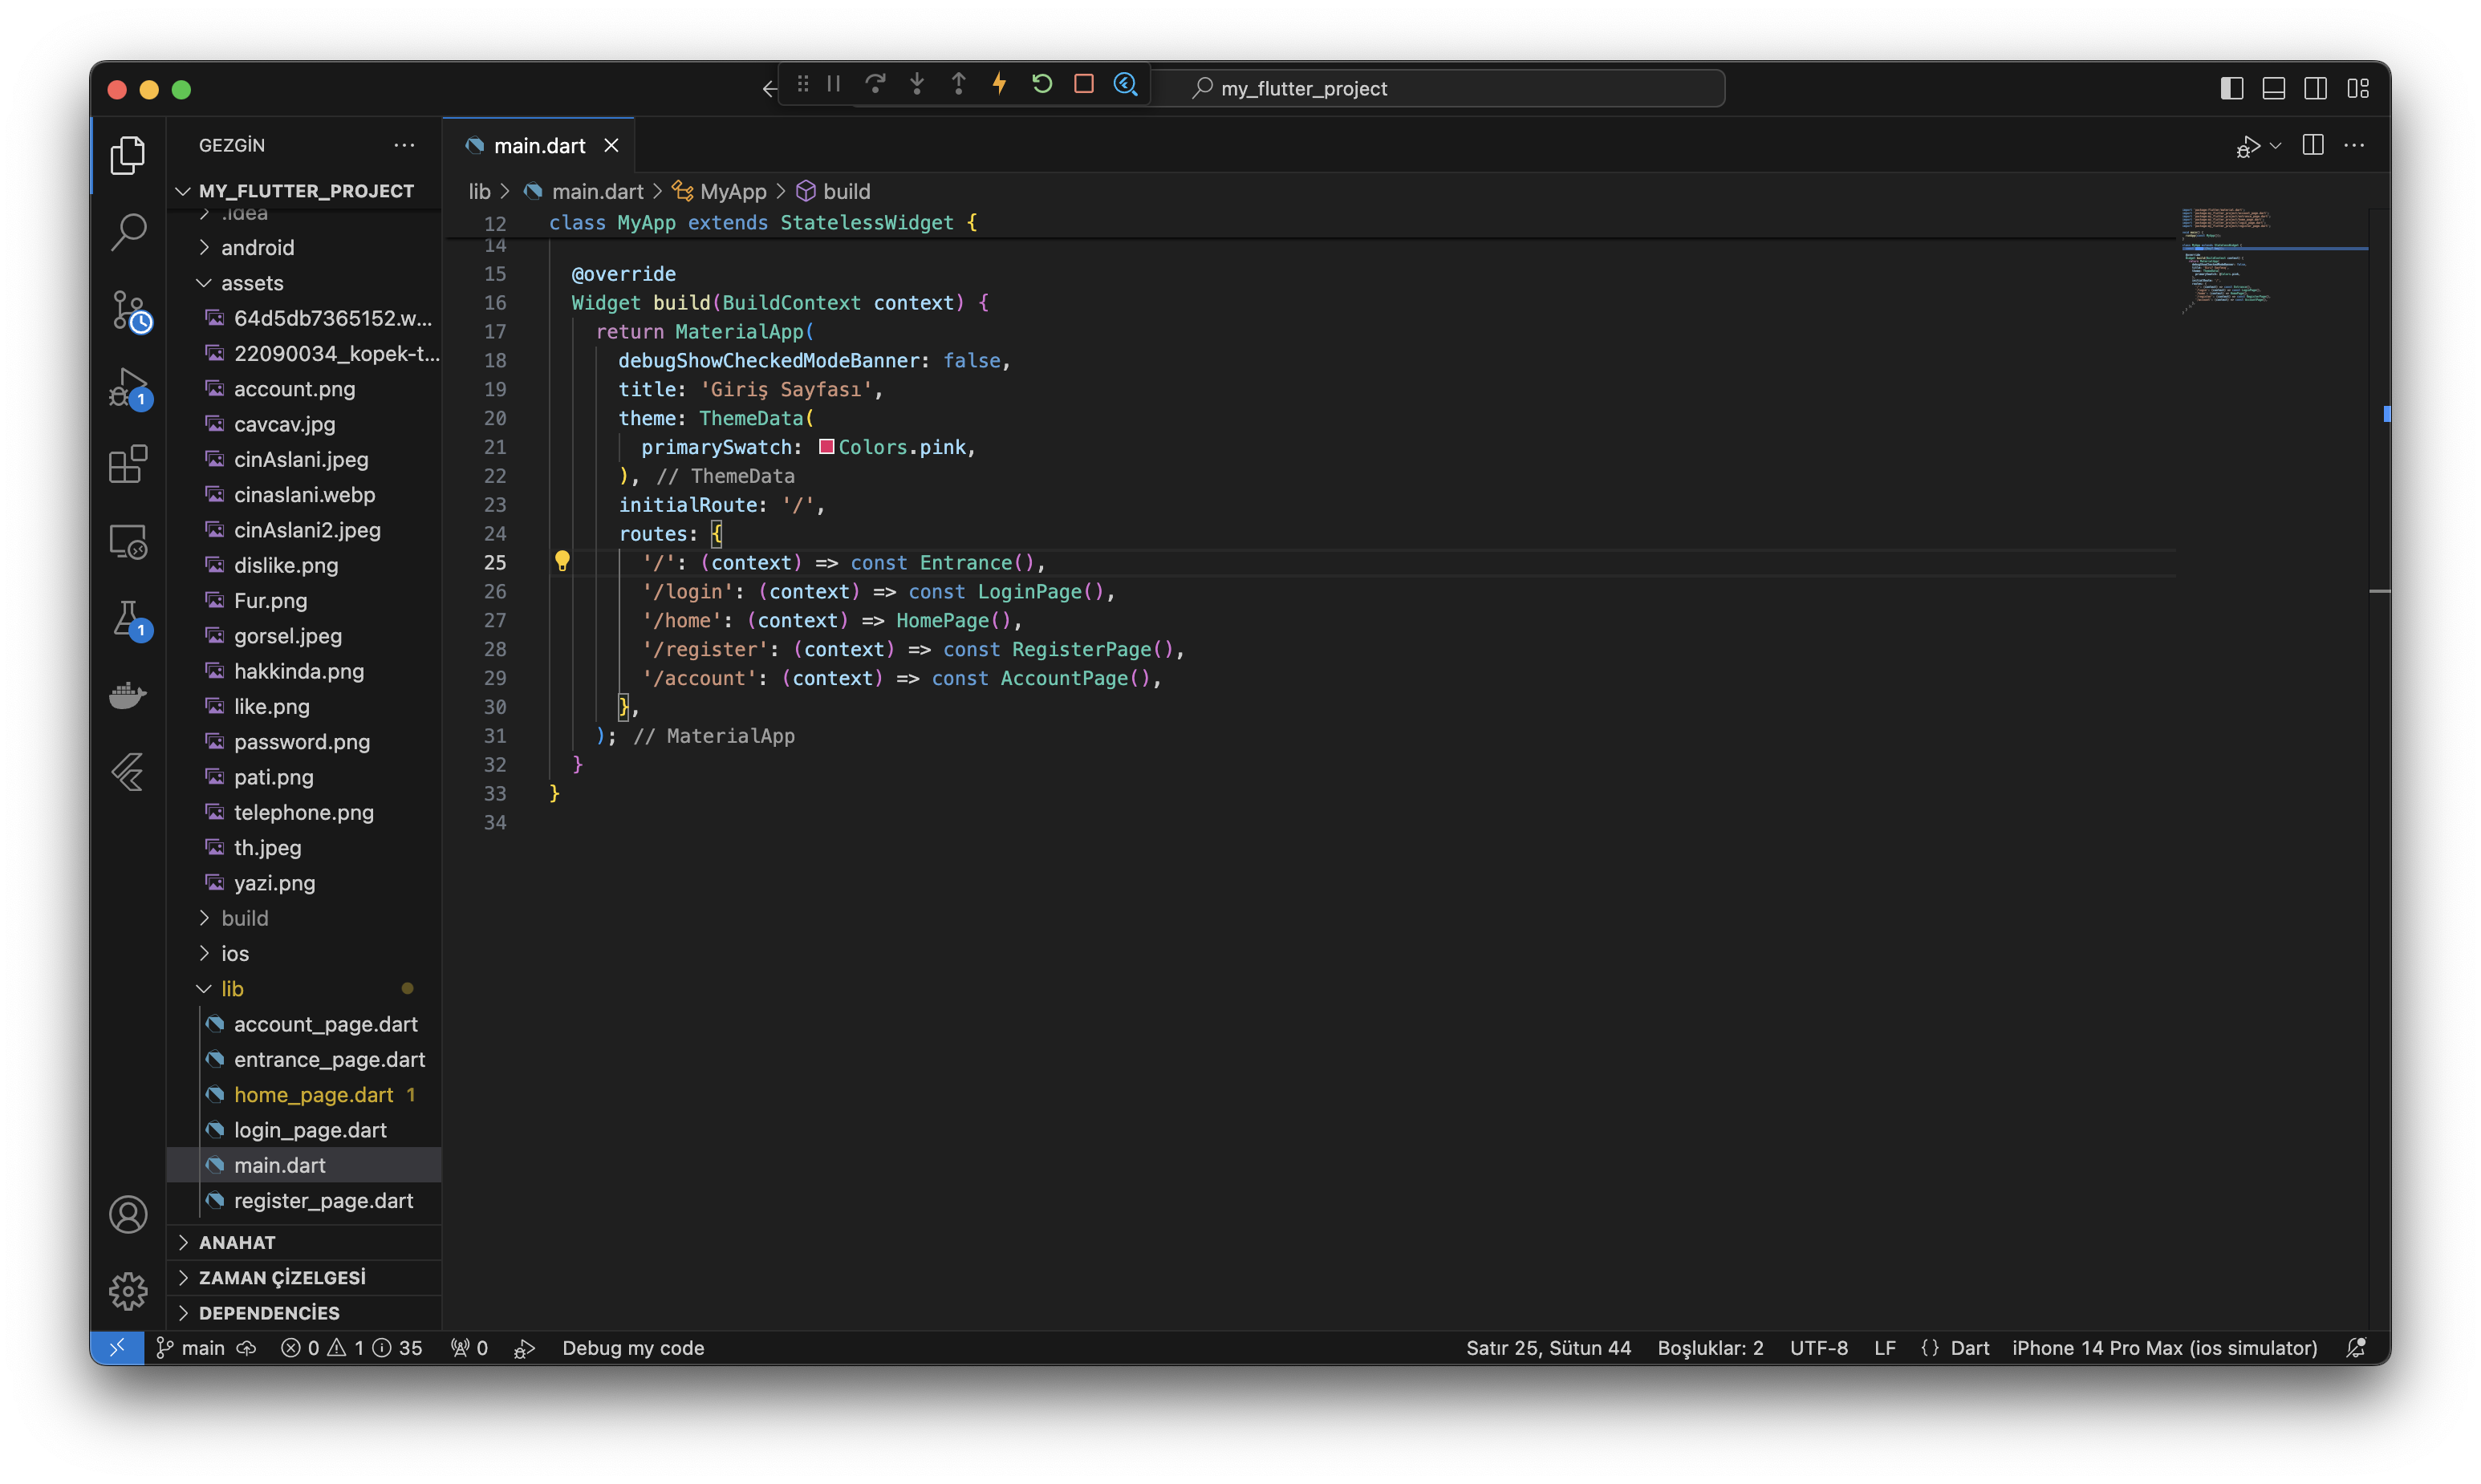 my_flutter_project
GEZGİN
MY_FLUTTER_PROJECT
.idea
android
assets
64d5db7365152.w...
22090034_kopek-t...
account.png
cavcav.jpg
cinAslani.jpeg
cinaslani.webp
cinAslani2.jpeg
dislike.png
Fur.png
gorsel.jpeg
hakkinda.png
like.png
password.png
pati.png
telephone.png
th.jpeg
yazi.png
build
ios
lib
account_page.dart
entrance_page.dart
home_page.dart 1
login_page.dart
main.dart
register_page.dart
ANAHAT
ZAMAN ÇİZELGESİ
DEPENDENCİES
1
1
main.dart
lib > main.dart > MyApp > build
12 class MyApp extends StatelessWidget {
14
15 @override
16 Widget build(BuildContext context) {
17 return MaterialApp(
18 debugShowCheckedModeBanner: false,
19 title: 'Giriş Sayfası',
20 theme: ThemeData(
21 primarySwatch: Colors.pink,
22 ), // ThemeData
23 initialRoute: '/',
24 routes: {
25 '/': (context) => const Entrance(),
26 '/login': (context) => const LoginPage(),
27 '/home': (context) => HomePage(),
28 '/register': (context) => const RegisterPage(),
29 '/account': (context) => const AccountPage(),
30 },
31 ); // MaterialApp
32 }
33 }
34
main 0 1 35 0 Debug my code Satır 25, Sütun 44 Boşluklar: 2 UTF-8 LF {} Dart iPhone 14 Pro Max (ios simulator)